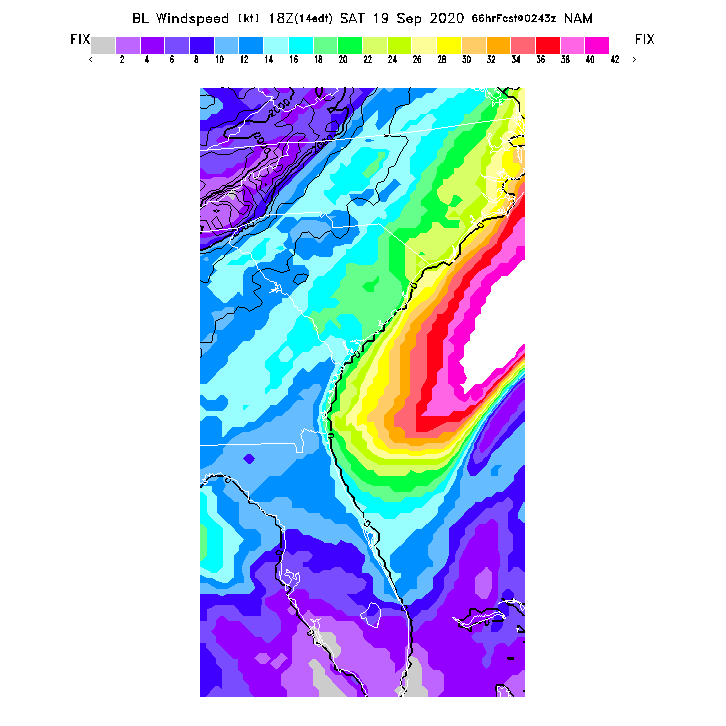 BL Windspeed [kt] 18Z(14edt) SAT 19 Sep 2020 66hrFcst@0243z NAM
FIX FIX
< 2 4 6 8 10 12 14 16 18 20 22 24 26 28 30 32 34 36 38 40 42 >
2000